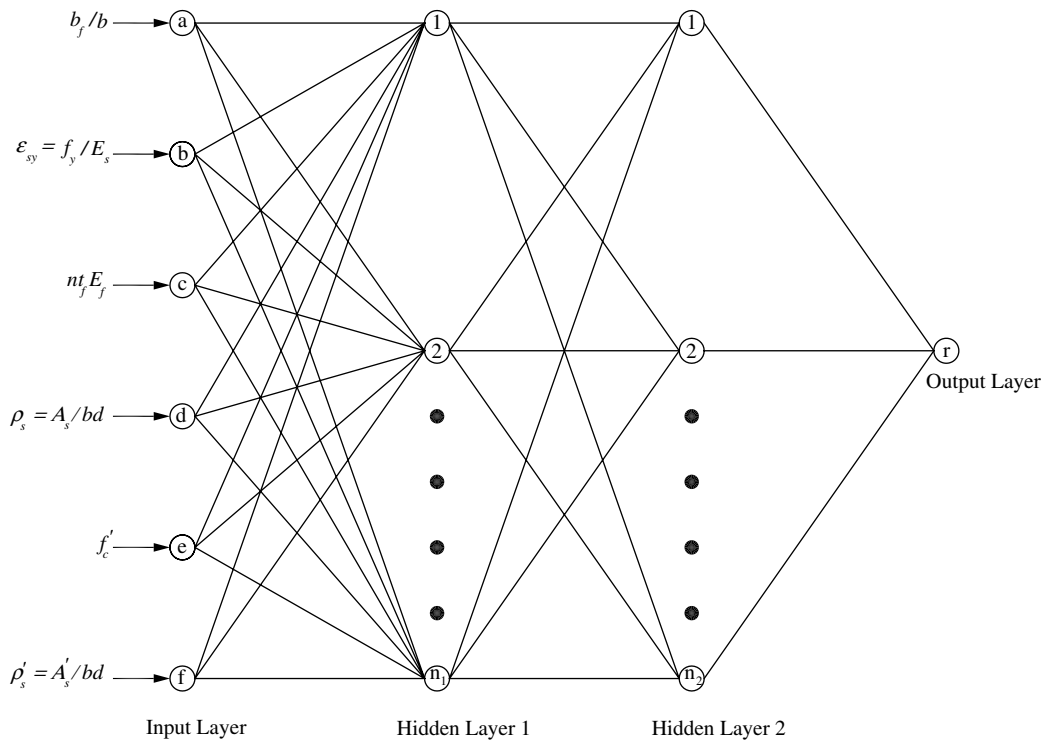 b_f/b
a
1
1
ε_sy = f_y/E_s
b
nt_f E_f
c
2
2
r
Output Layer
ρ_s = A_s/bd
d
f_c'
e
ρ_s' = A_s'/bd
f
n_1
n_2
Input Layer
Hidden Layer 1
Hidden Layer 2